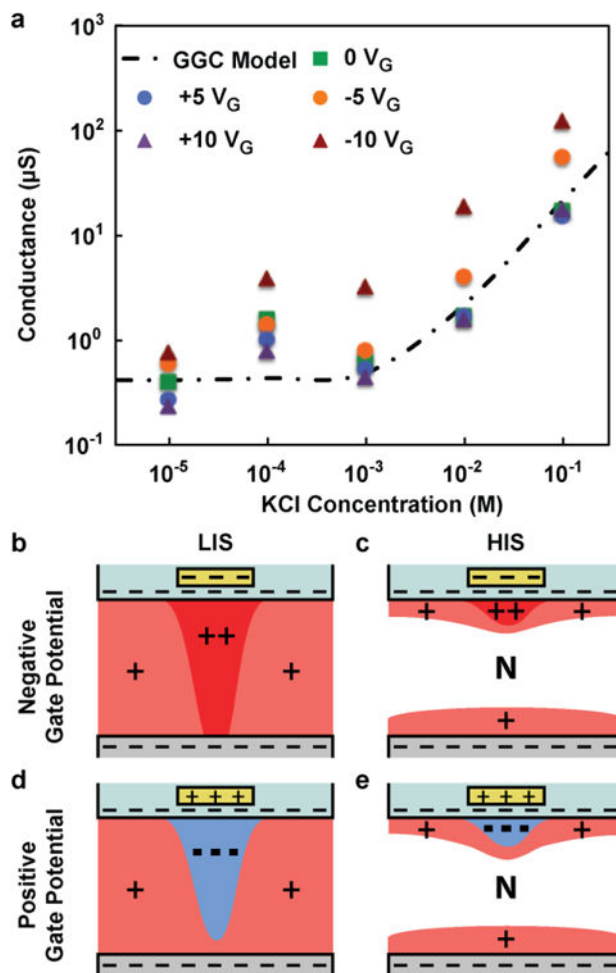 a
10³
10²
10¹
10⁰
10⁻¹
Conductance (µS)
GGC Model
0 V_G
+5 V_G
-5 V_G
+10 V_G
-10 V_G
10⁻⁵ 10⁻⁴ 10⁻³ 10⁻² 10⁻¹
KCl Concentration (M)
b LIS c HIS
Negative
Gate Potential
- - -
+ ++ +
- - -
+ ++ +
N
+
d e
Positive
Gate Potential
+ + +
+ - - - +
+ + +
+ - - - +
N
+